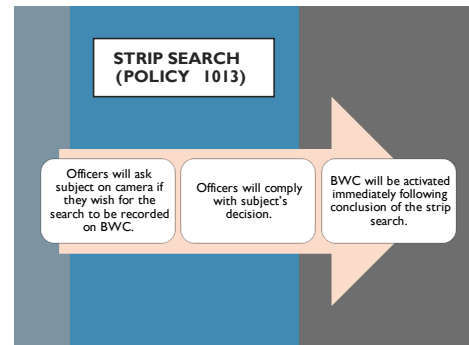 STRIP SEARCH
(POLICY 1013)
Officers will ask
subject on camera if
they wish for the
search to be recorded
on BWC.
Officers will comply
with subject's
decision.
BWC will be activated
immediately following
conclusion of the strip
search.